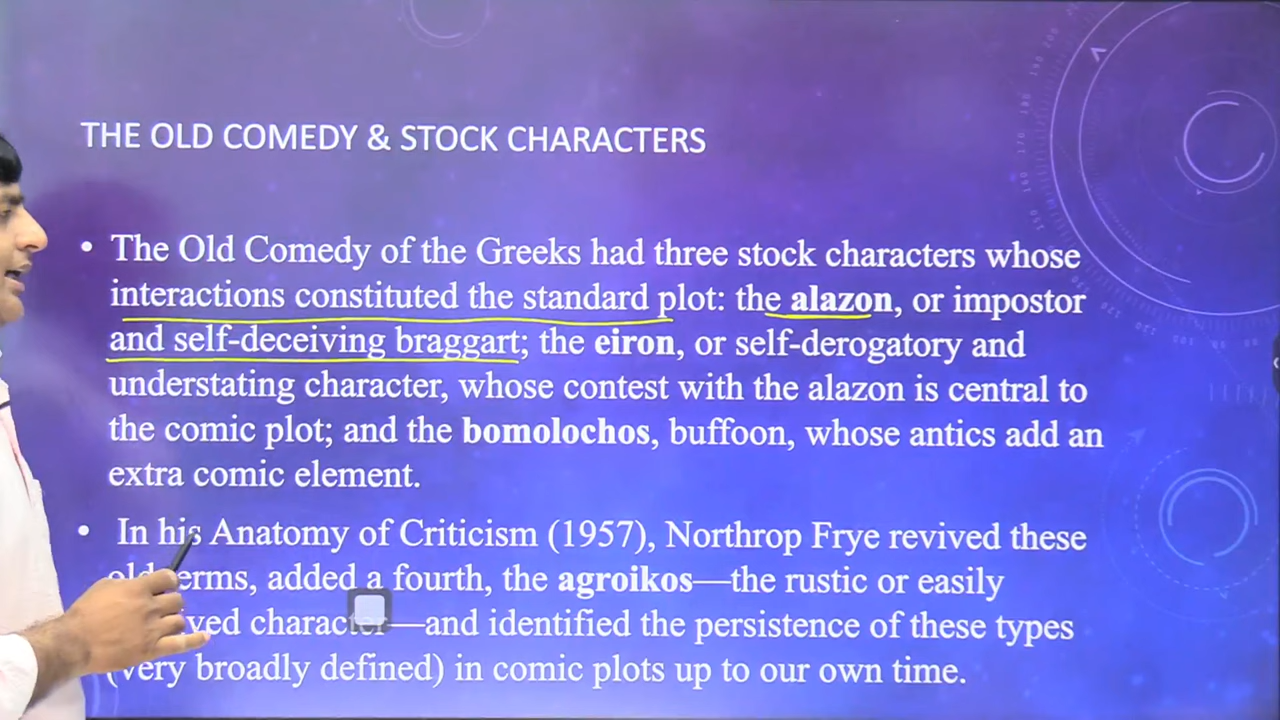 THE OLD COMEDY & STOCK CHARACTERS
• The Old Comedy of the Greeks had three stock characters whose
interactions constituted the standard plot: the alazon, or impostor
and self-deceiving braggart; the eiron, or self-derogatory and
understating character, whose contest with the alazon is central to
the comic plot; and the bomolochos, buffoon, whose antics add an
extra comic element.
• In his Anatomy of Criticism (1957), Northrop Frye revived these
added a fourth, the agroikos—the rustic or easily
character—and identified the persistence of these types
(very broadly defined) in comic plots up to our own time.